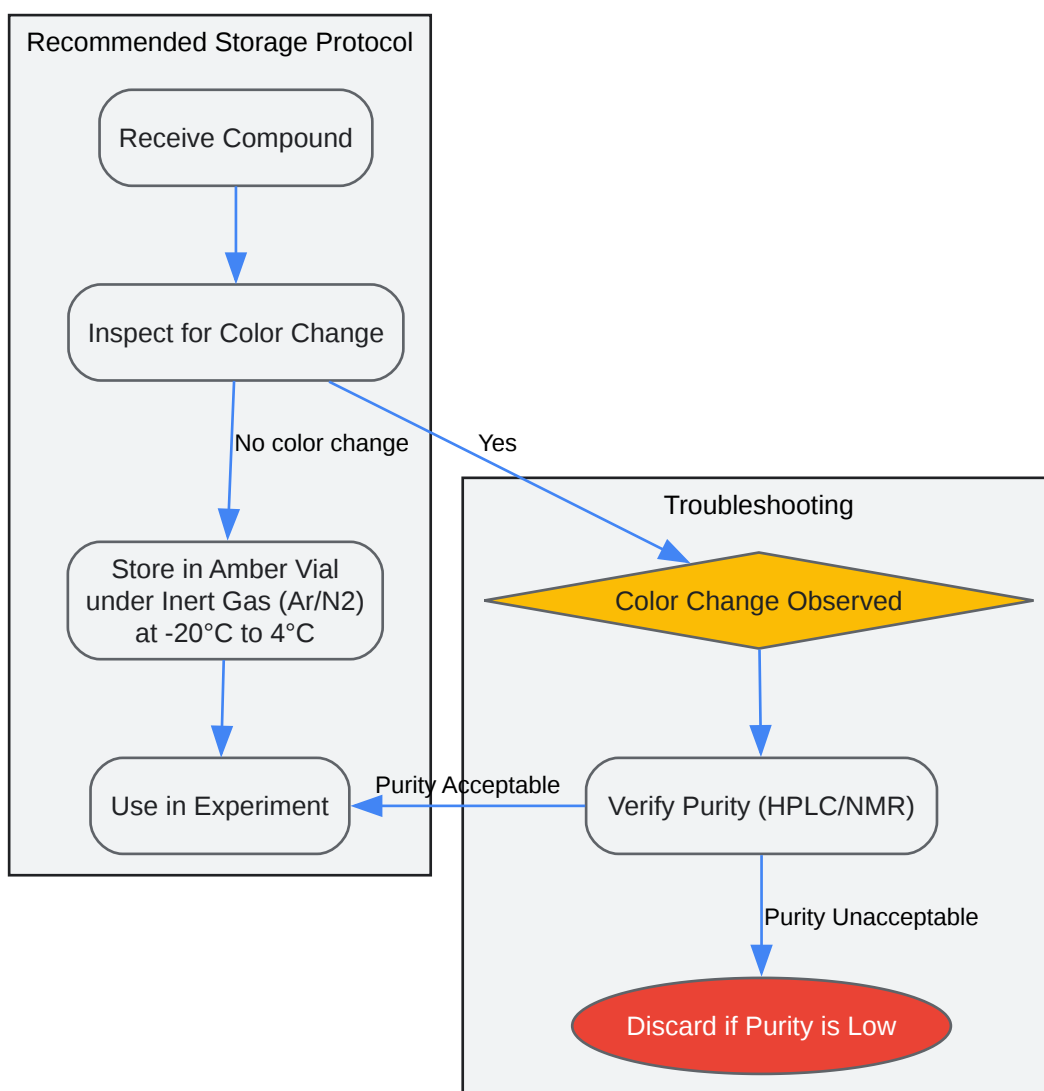 Recommended Storage Protocol
Receive Compound
Inspect for Color Change
No color change
Yes
Store in Amber Vial
under Inert Gas (Ar/N2)
at -20°C to 4°C
Use in Experiment
Troubleshooting
Color Change Observed
Verify Purity (HPLC/NMR)
Purity Acceptable
Purity Unacceptable
Discard if Purity is Low